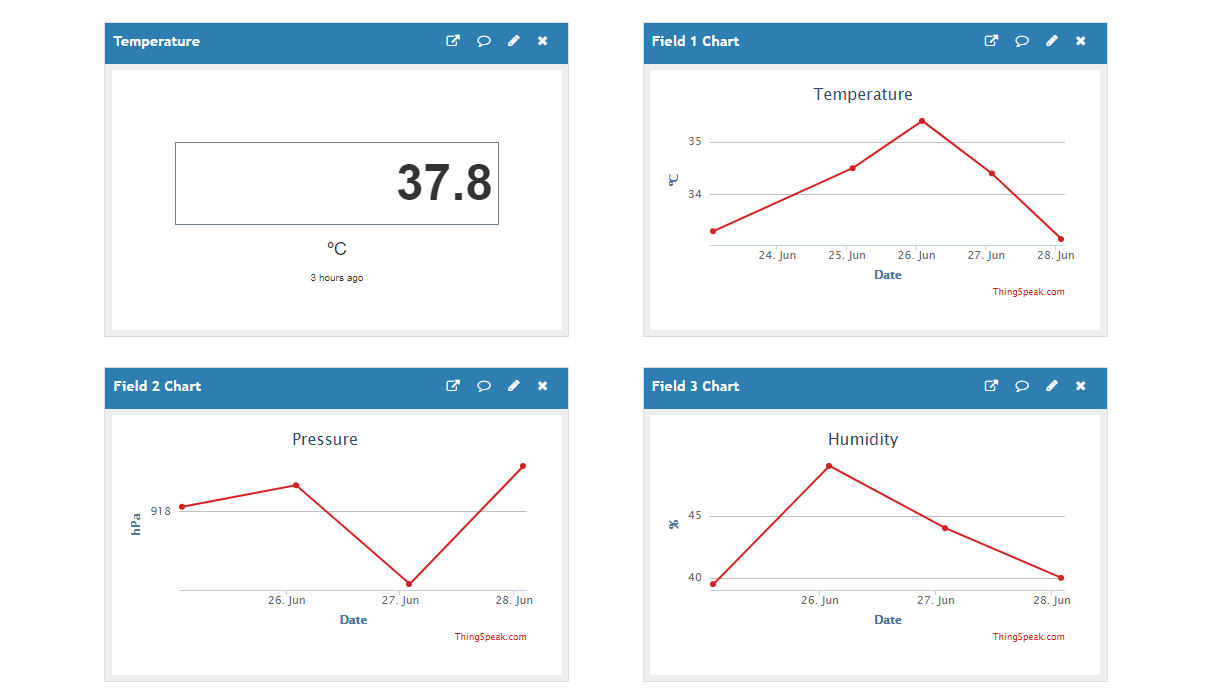 Temperature
37.8
°C
3 hours ago
Field 1 Chart
Temperature
35
34
°C
24. Jun 25. Jun 26. Jun 27. Jun 28. Jun
Date
ThingSpeak.com
Field 2 Chart
Pressure
918
hPa
26. Jun 27. Jun 28. Jun
Date
ThingSpeak.com
Field 3 Chart
Humidity
45
40
%
26. Jun 27. Jun 28. Jun
Date
ThingSpeak.com